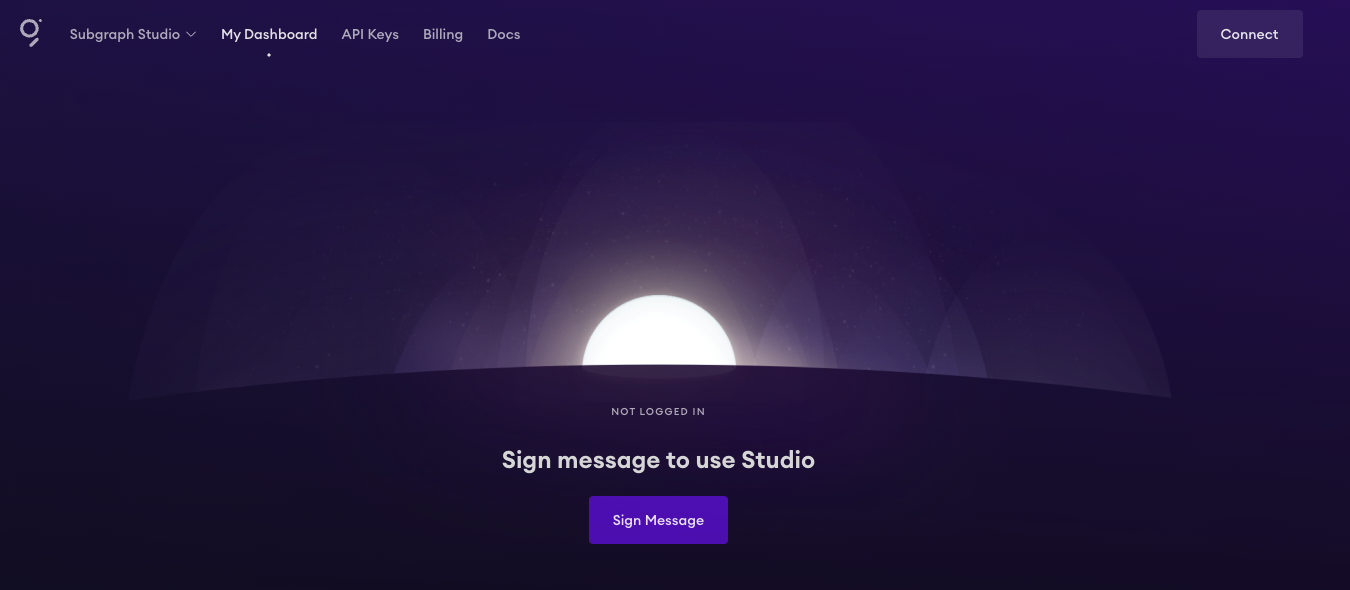 Subgraph Studio My Dashboard API Keys Billing Docs Connect
NOT LOGGED IN
Sign message to use Studio
Sign Message